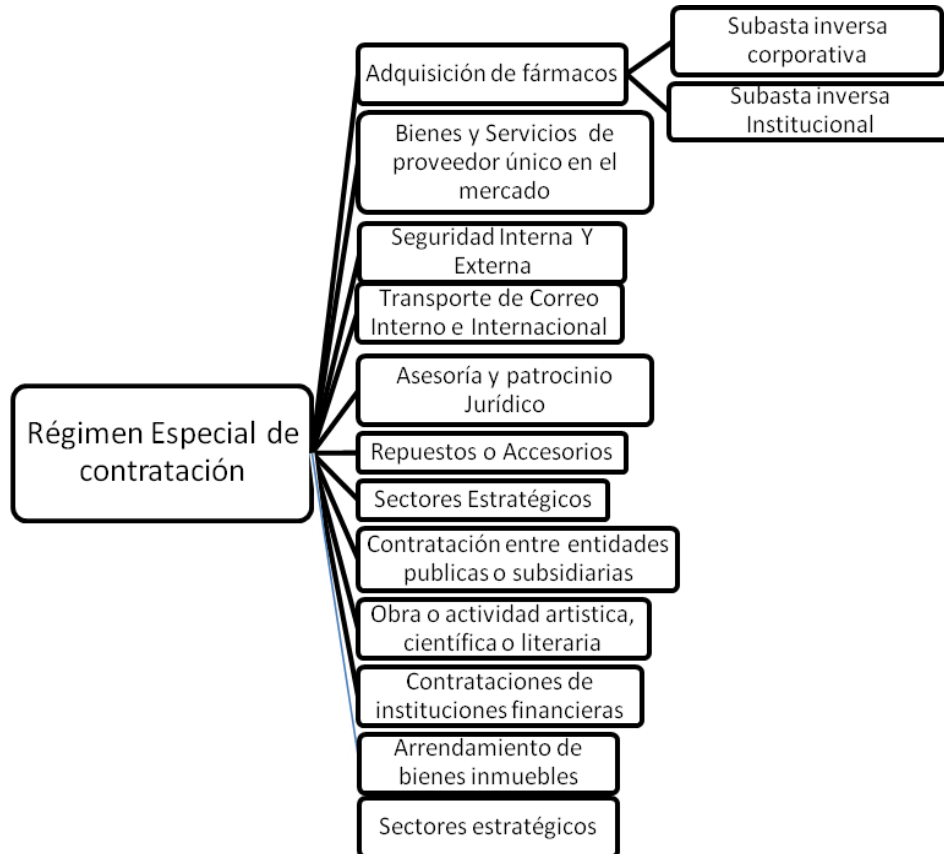 Régimen Especial de
contratación
Adquisición de fármacos
Subasta inversa
corporativa
Subasta inversa
Institucional
Bienes y Servicios de
proveedor único en el
mercado
Seguridad Interna Y
Externa
Transporte de Correo
Interno e Internacional
Asesoría y patrocinio
Jurídico
Repuestos o Accesorios
Sectores Estratégicos
Contratación entre entidades
publicas o subsidiarias
Obra o actividad artistica,
científica o literaria
Contrataciones de
instituciones financieras
Arrendamiento de
bienes inmuebles
Sectores estratégicos